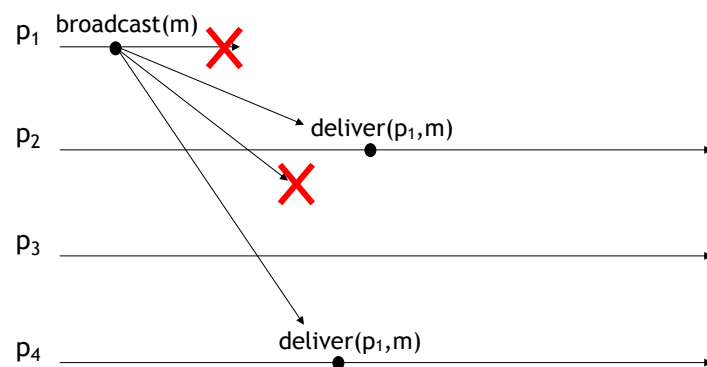 broadcast(m)
p₁
deliver(p₁,m)
p₂
p₃
deliver(p₁,m)
p₄